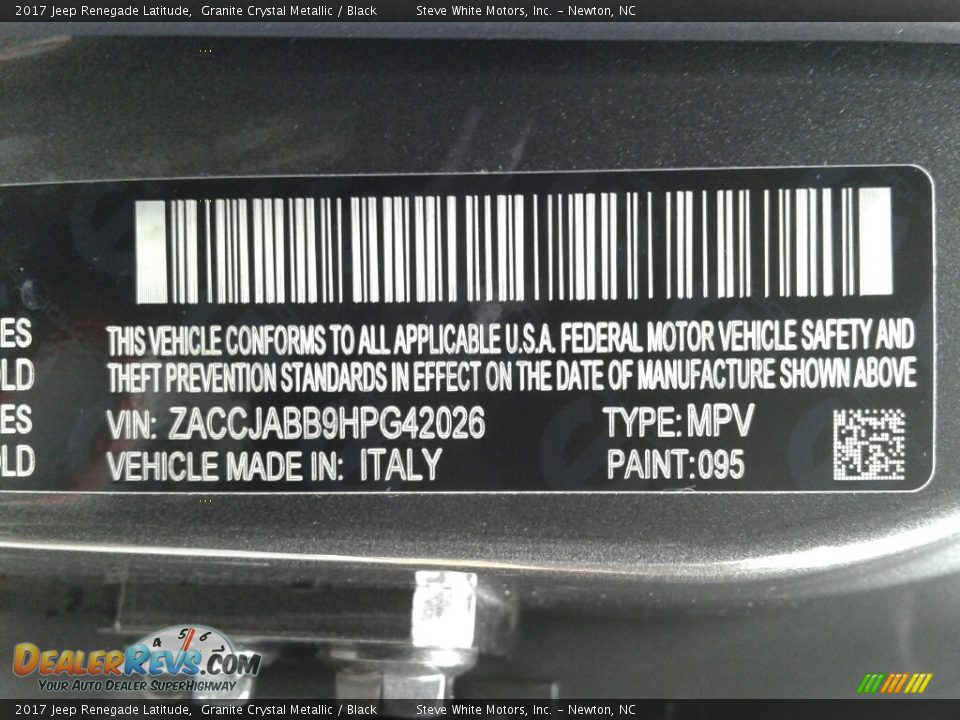 2017 Jeep Renegade Latitude, Granite Crystal Metallic / Black Steve White Motors, Inc. - Newton, NC
THIS VEHICLE CONFORMS TO ALL APPLICABLE U.S.A. FEDERAL MOTOR VEHICLE SAFETY AND
ES
THEFT PREVENTION STANDARDS IN EFFECT ON THE DATE OF MANUFACTURE SHOWN ABOVE
LD
ES VIN: ZACCJABB9HPG42026 TYPE: MPV
LD VEHICLE MADE IN: ITALY PAINT: 095
4 5 6
DealerRevs.com
Your Auto Dealer SuperHighway
2017 Jeep Renegade Latitude, Granite Crystal Metallic / Black Steve White Motors, Inc. - Newton, NC